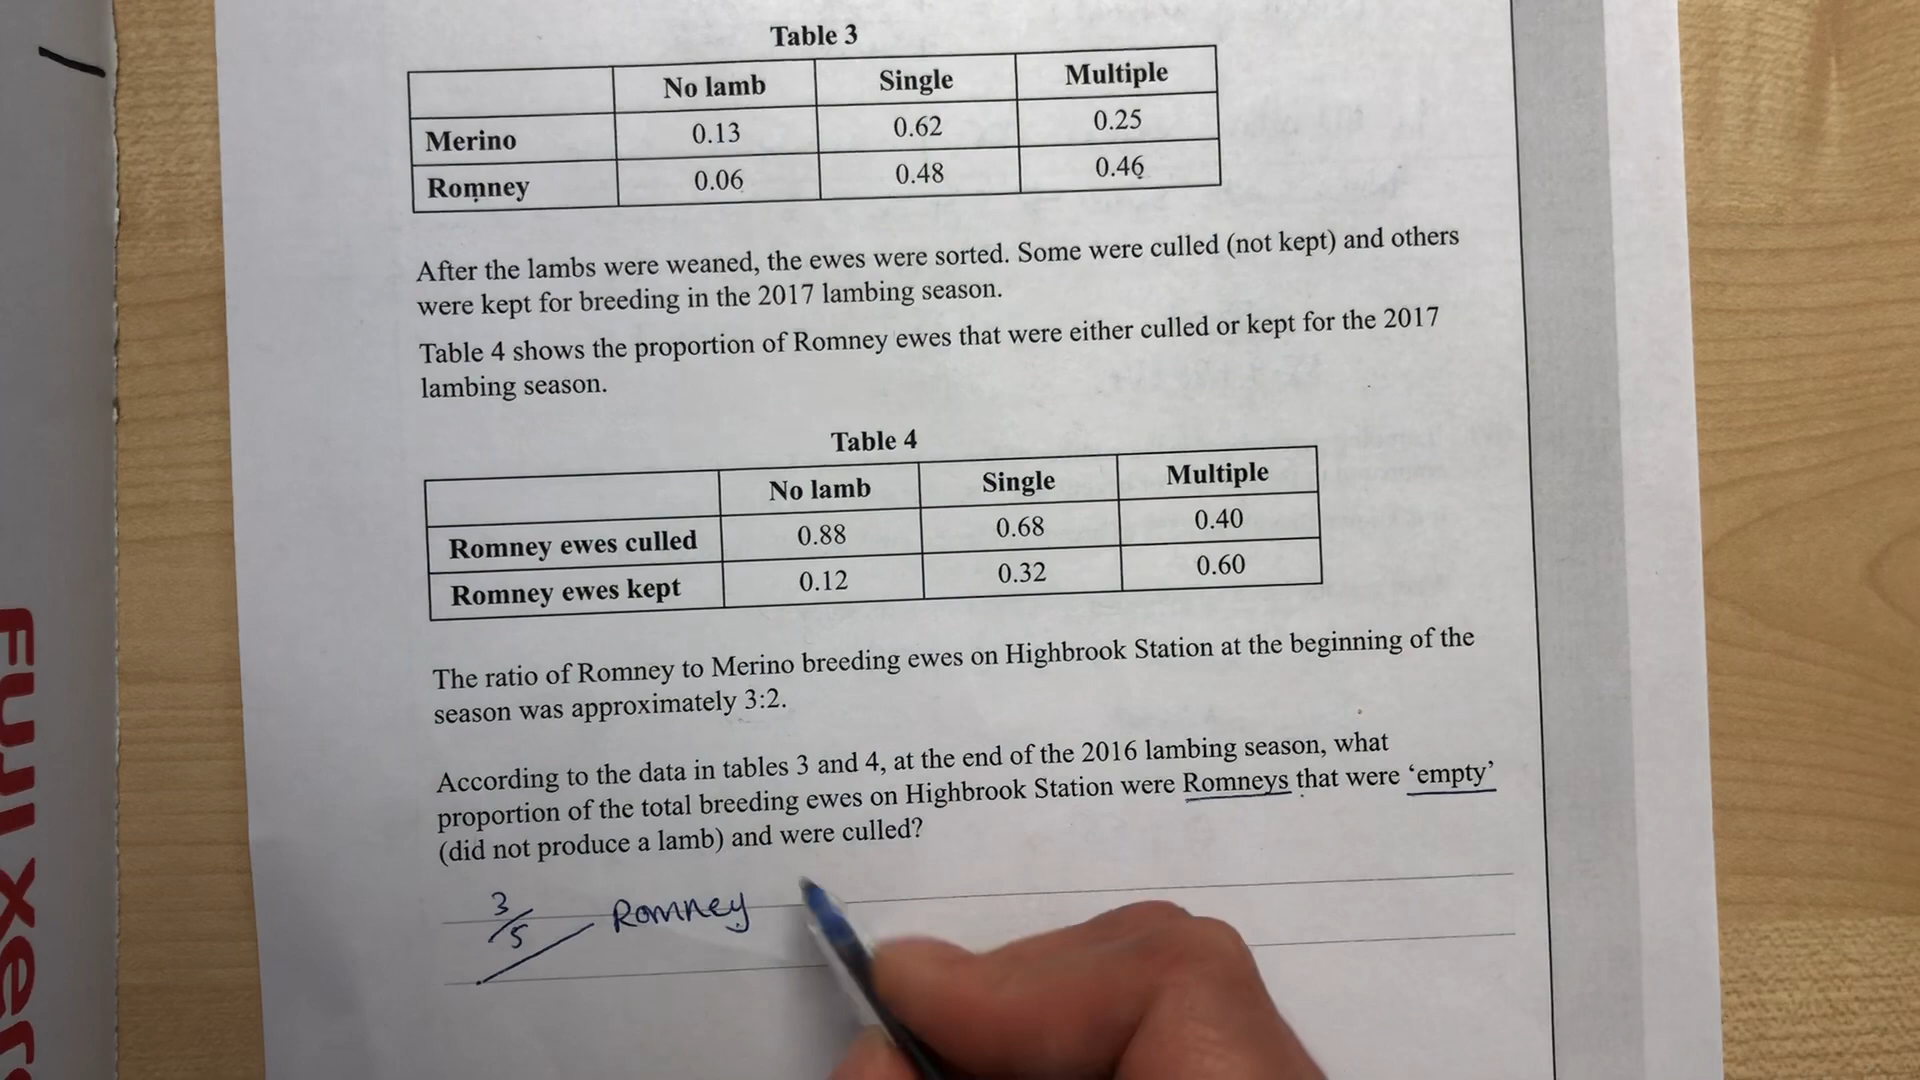 Table 3
No lamb Single Multiple
Merino 0.13 0.62 0.25
Romney 0.06 0.48 0.46
After the lambs were weaned, the ewes were sorted. Some were culled (not kept) and others
were kept for breeding in the 2017 lambing season.
Table 4 shows the proportion of Romney ewes that were either culled or kept for the 2017
lambing season.
Table 4
No lamb Single Multiple
Romney ewes culled 0.88 0.68 0.40
Romney ewes kept 0.12 0.32 0.60
The ratio of Romney to Merino breeding ewes on Highbrook Station at the beginning of the
season was approximately 3:2.
According to the data in tables 3 and 4, at the end of the 2016 lambing season, what
proportion of the total breeding ewes on Highbrook Station were Romneys that were ‘empty’
(did not produce a lamb) and were culled?
3/5 Romney
FUJI Xer